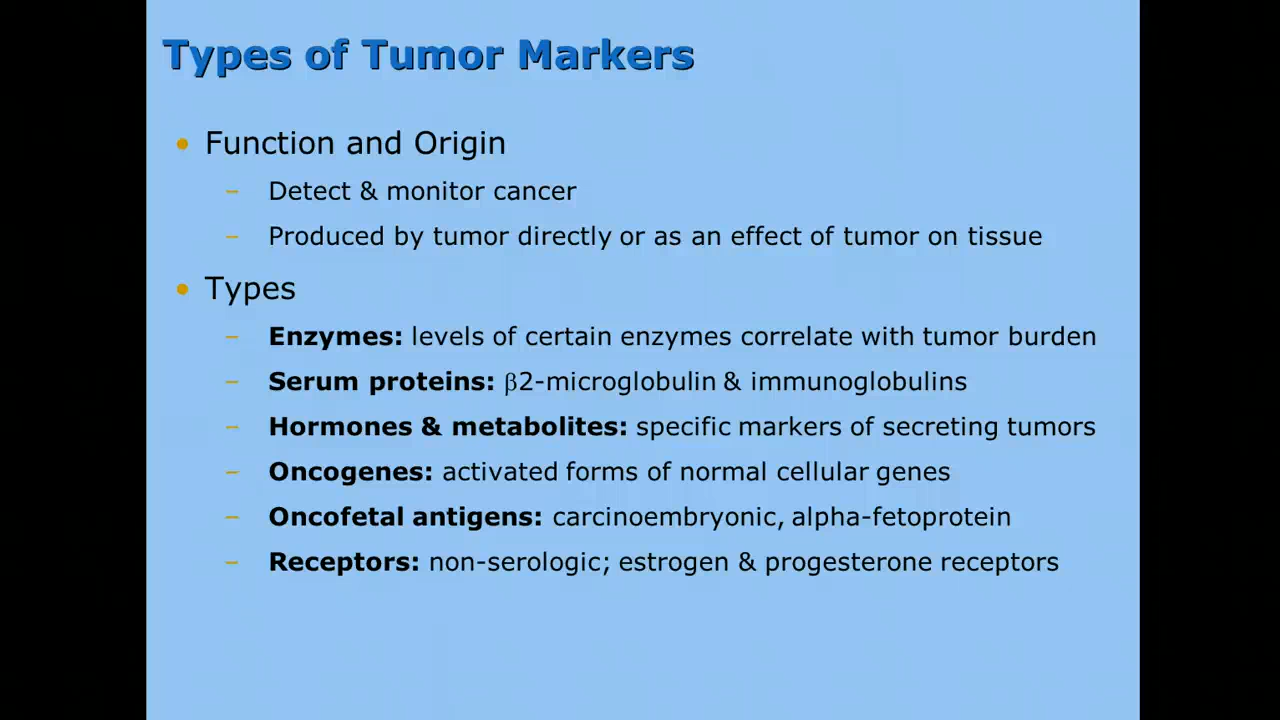 Types of Tumor Markers
• Function and Origin
– Detect & monitor cancer
– Produced by tumor directly or as an effect of tumor on tissue
• Types
– Enzymes: levels of certain enzymes correlate with tumor burden
– Serum proteins: β2-microglobulin & immunoglobulins
– Hormones & metabolites: specific markers of secreting tumors
– Oncogenes: activated forms of normal cellular genes
– Oncofetal antigens: carcinoembryonic, alpha-fetoprotein
– Receptors: non-serologic; estrogen & progesterone receptors